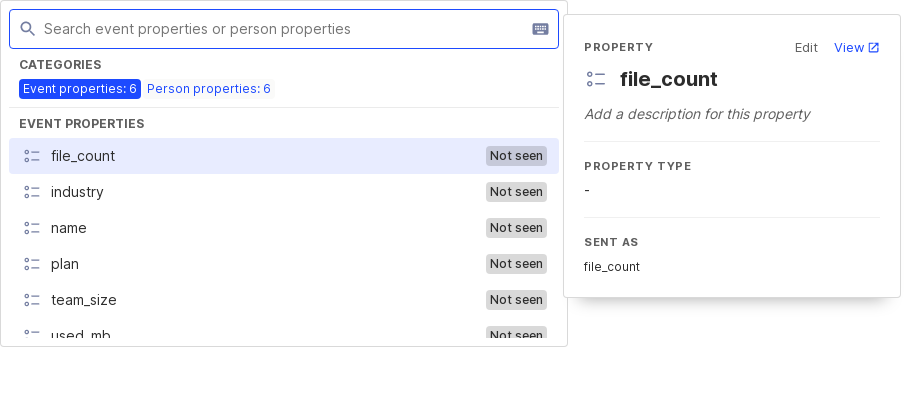 Search event properties or person properties
CATEGORIES
Event properties: 6 Person properties: 6
EVENT PROPERTIES
file_count Not seen
industry Not seen
name Not seen
plan Not seen
team_size Not seen
used_mb Not seen
PROPERTY Edit View
file_count
Add a description for this property
PROPERTY TYPE
-
SENT AS
file_count